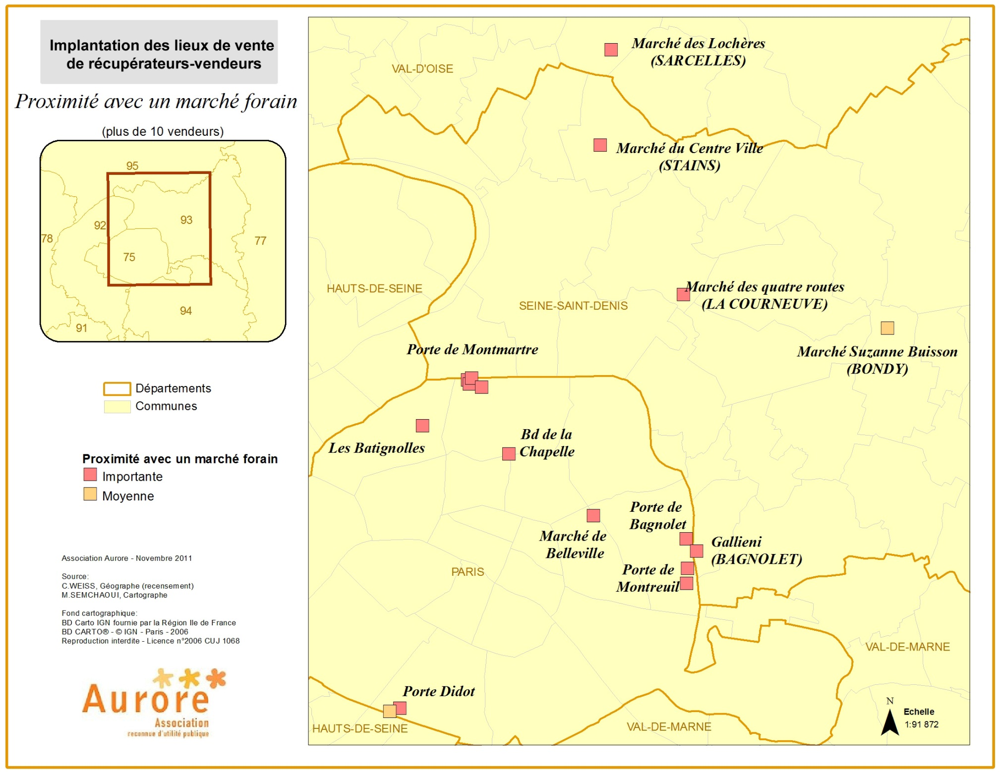 Implantation des lieux de vente
de récupérateurs-vendeurs
Proximité avec un marché forain
(plus de 10 vendeurs)
95
92
93
78
77
75
94
91
Départements
Communes
Proximité avec un marché forain
Importante
Moyenne
Association Aurore - Novembre 2011
Source:
C.WEISS, Géographe (recensement)
M.SEMCHAOUI, Cartographe
Fond cartographique:
BD Carto IGN fournie par la Région Ile de France
BD CARTO® - © IGN - Paris - 2006
Reproduction interdite - Licence n°2006 CUJ 1068
Aurore
Association
reconnue d'utilité publique
Marché des Lochères
(SARCELLES)
VAL-D'OISE
Marché du Centre Ville
(STAINS)
HAUTS-DE-SEINE
Marché des quatre routes
(LA COURNEUVE)
SEINE-SAINT-DENIS
Porte de Montmartre
Marché Suzanne Buisson
(BONDY)
Les Batignolles
Bd de la
Chapelle
Porte de
Bagnolet
Marché de
Belleville
Gallieni
(BAGNOLET)
PARIS
Porte de
Montreuil
VAL-DE-MARNE
Porte Didot
HAUTS-DE-SEINE
VAL-DE-MARNE
N
Echelle
1:91 872